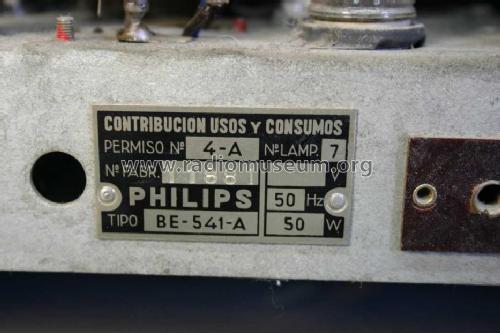 CONTRIBUCION USOS Y CONSUMOS
PERMISO Nº 4-A Nº LAMP. 7
www.radiomuseum.org
Nº FABR. V
PHILIPS 50 Hz
TIPO BE-541-A 50 W